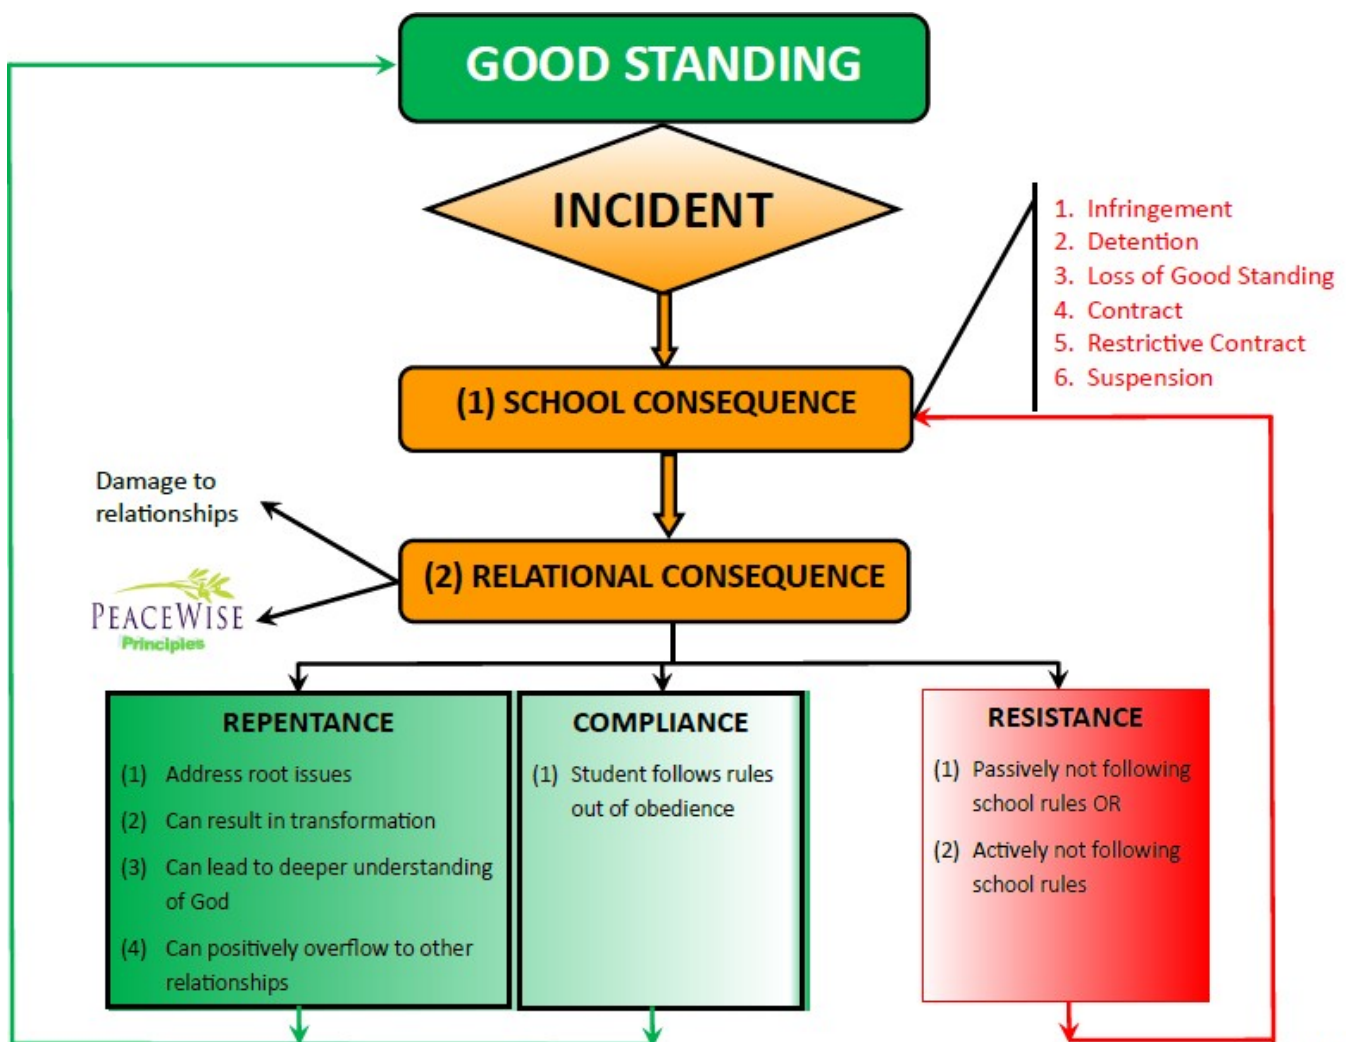 GOOD STANDING
INCIDENT
1. Infringement
2. Detention
3. Loss of Good Standing
4. Contract
5. Restrictive Contract
6. Suspension
(1) SCHOOL CONSEQUENCE
Damage to
relationships
(2) RELATIONAL CONSEQUENCE
PEACEWISE
Principles
REPENTANCE
(1) Address root issues
(2) Can result in transformation
(3) Can lead to deeper understanding
of God
(4) Can positively overflow to other
relationships
COMPLIANCE
(1) Student follows rules
out of obedience
RESISTANCE
(1) Passively not following
school rules OR
(2) Actively not following
school rules